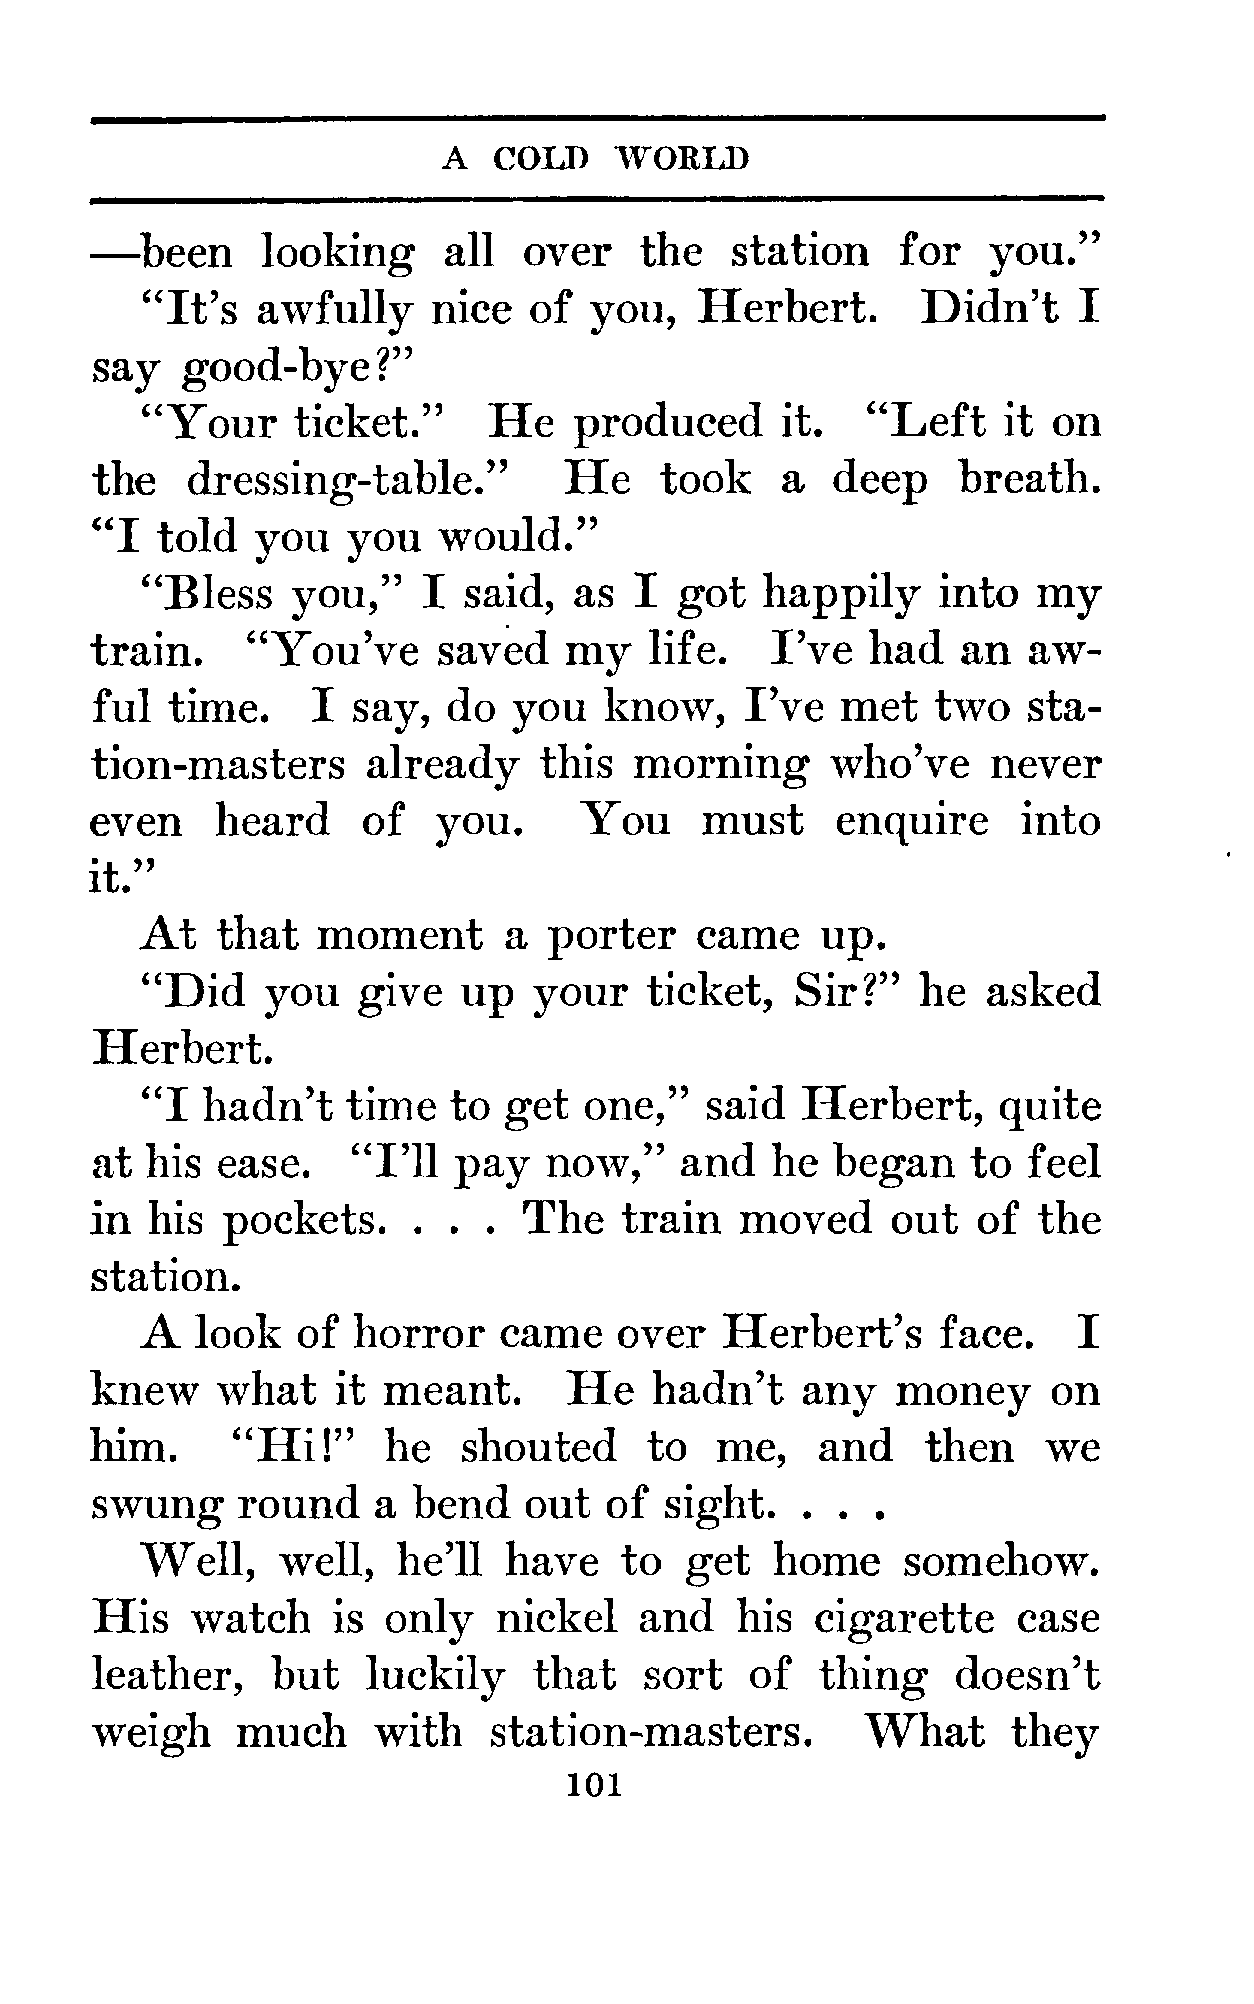 A COLD WORLD
—been looking all over the station for you."
"It's awfully nice of you, Herbert. Didn't I
say good-bye?"
"Your ticket." He produced it. "Left it on
the dressing-table." He took a deep breath.
"I told you you would."
"Bless you," I said, as I got happily into my
train. "You've saved my life. I've had an aw-
ful time. I say, do you know, I've met two sta-
tion-masters already this morning who've never
even heard of you. You must enquire into
it."
At that moment a porter came up.
"Did you give up your ticket, Sir?" he asked
Herbert.
"I hadn't time to get one," said Herbert, quite
at his ease. "I'll pay now," and he began to feel
in his pockets. . . . The train moved out of the
station.
A look of horror came over Herbert's face. I
knew what it meant. He hadn't any money on
him. "Hi!" he shouted to me, and then we
swung round a bend out of sight. . . .
Well, well, he'll have to get home somehow.
His watch is only nickel and his cigarette case
leather, but luckily that sort of thing doesn't
weigh much with station-masters. What they
101